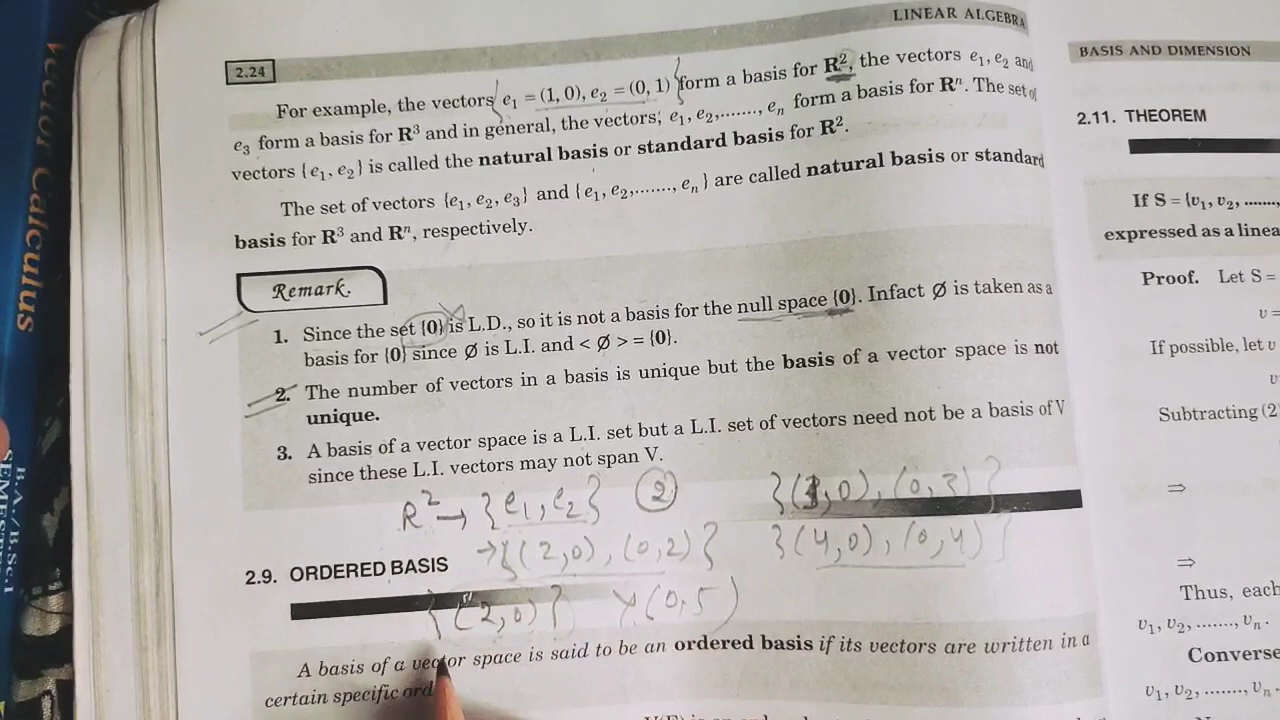 Vector Calculus
B.A./B.Sc.I
SEMES
LINEAR ALGEBRA
2.24
For example, the vectors { e₁ = (1, 0), e₂ = (0, 1) } form a basis for R², the vectors e₁, e₂ and
e₃ form a basis for R³ and in general, the vectors, e₁, e₂,........, eₙ form a basis for Rⁿ. The set of
vectors {e₁, e₂} is called the natural basis or standard basis for R².
The set of vectors {e₁, e₂, e₃} and {e₁, e₂,......., eₙ} are called natural basis or standard
basis for R³ and Rⁿ, respectively.
Remark.
1. Since the set {0} is L.D., so it is not a basis for the null space {0}. Infact Ø is taken as a
basis for {0} since Ø is L.I. and < Ø > = {0}.
2. The number of vectors in a basis is unique but the basis of a vector space is not
unique.
3. A basis of a vector space is a L.I. set but a L.I. set of vectors need not be a basis of V
since these L.I. vectors may not span V.
R² → {e₁, e₂} 2 {(3,0), (0,3)}
→{(2,0), (0,2)} {(4,0), (0,4)}
2.9. ORDERED BASIS
{(2,0)} (0,5)
A basis of a vector space is said to be an ordered basis if its vectors are written in a
certain specific ord
BASIS AND DIMENSION
2.11. THEOREM
If S = {v₁, v₂, .......,
expressed as a linea
Proof. Let S =
v =
If possible, let v
v
Subtracting (2
⇒
⇒
Thus, each
v₁, v₂, ......., vₙ.
Converse
v₁, v₂, ......., vₙ